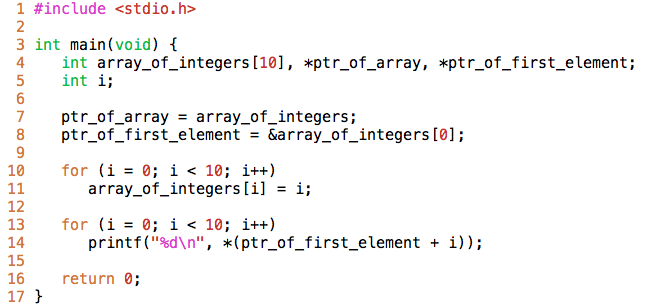 1 #include <stdio.h>
2
3 int main(void) {
4    int array_of_integers[10], *ptr_of_array, *ptr_of_first_element;
5    int i;
6
7    ptr_of_array = array_of_integers;
8    ptr_of_first_element = &array_of_integers[0];
9
10    for (i = 0; i < 10; i++)
11       array_of_integers[i] = i;
12
13    for (i = 0; i < 10; i++)
14       printf("%d\n", *(ptr_of_first_element + i));
15
16    return 0;
17 }